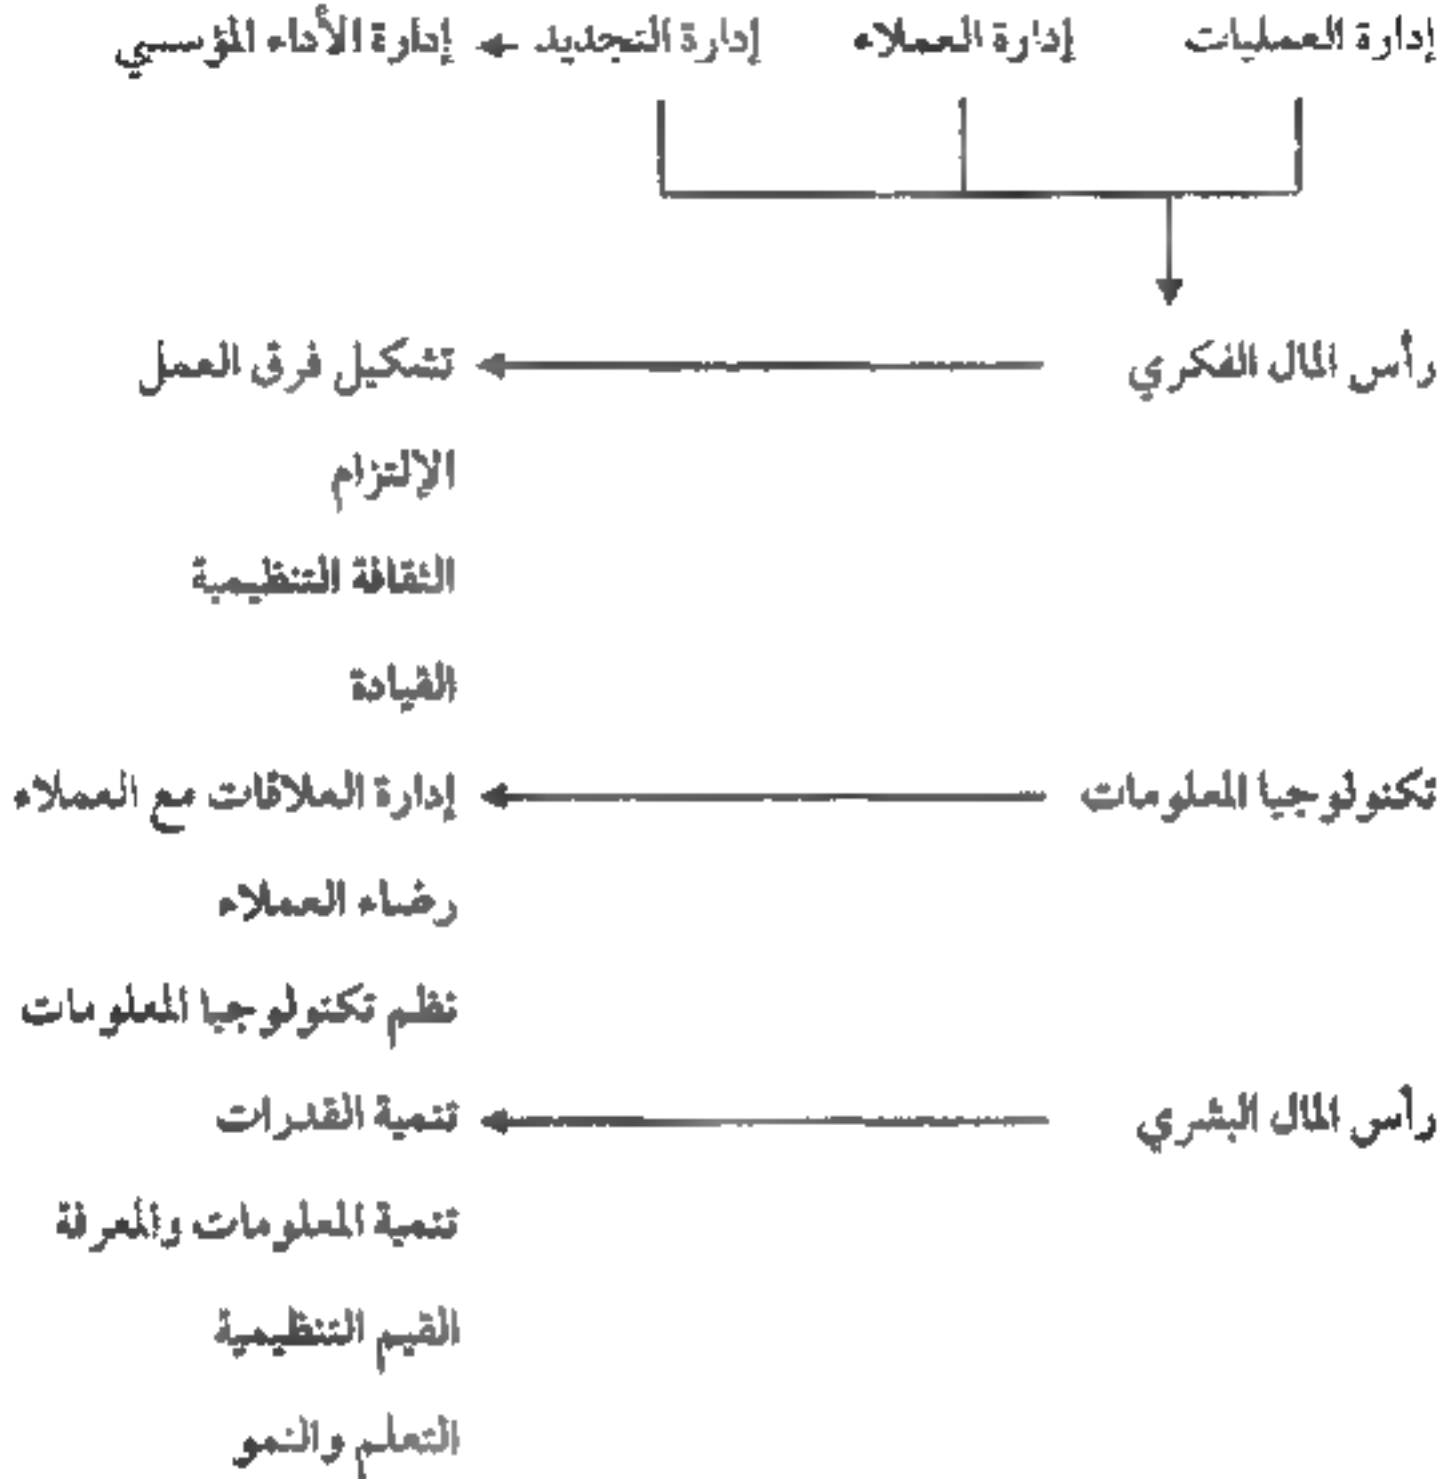 إدارة العمليات إدارة العملاء إدارة التجديد إدارة الأداء المؤسسي
رأس المال الفكري تشكيل فرق العمل
الإلتزام
الثقافة التنظيمية
القيادة
تكنولوجيا المعلومات إدارة العلاقات مع العملاء
رضاء العملاء
نظم تكنولوجيا المعلومات
رأس المال البشري تنمية القدرات
تنمية المعلومات والمعرفة
القيم التنظيمية
التعلم والنمو